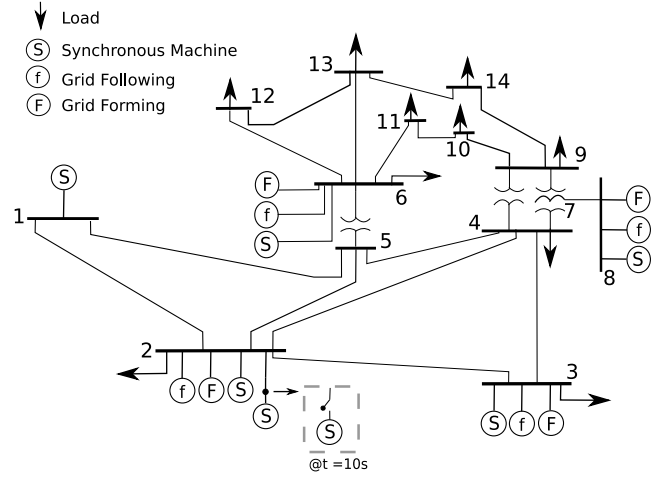 Load
S Synchronous Machine
f Grid Following
F Grid Forming
13
14
12
11
10
9
S
F
f
S
6
7
F
f
S
8
1
5
4
2
3
f F S
S
S
@t =10s
S f F